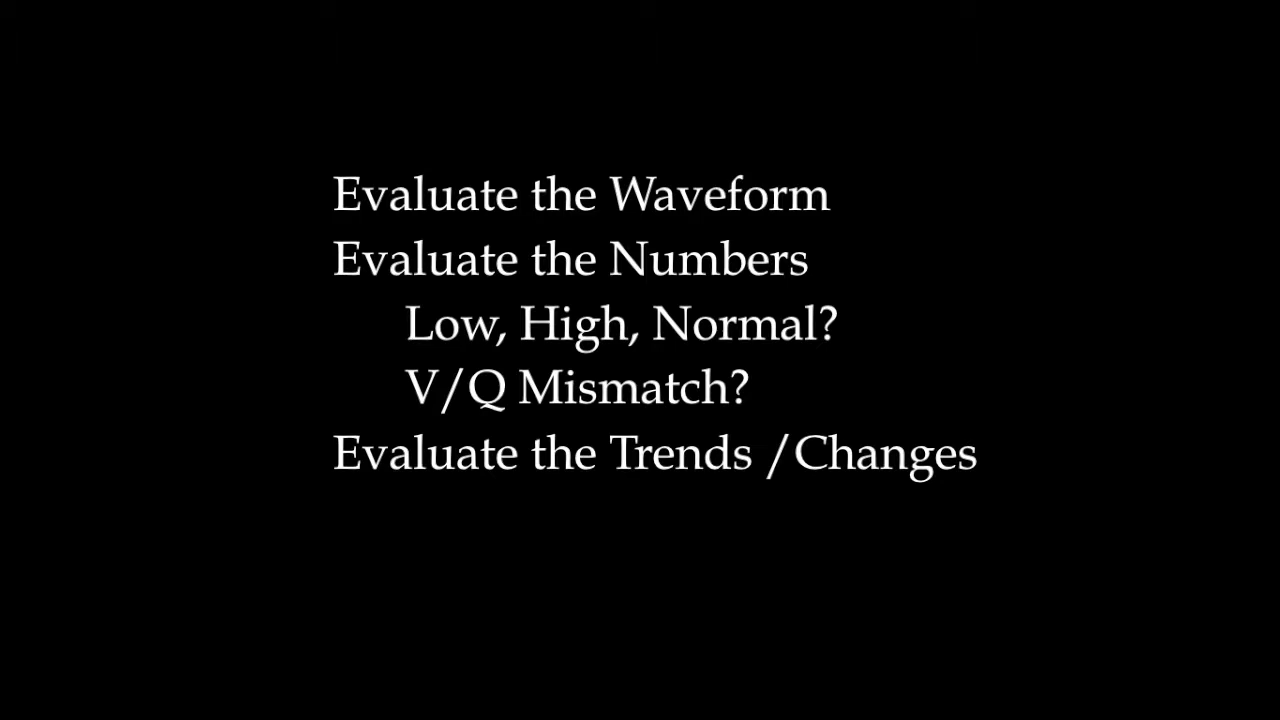 Evaluate the Waveform
Evaluate the Numbers
Low, High, Normal?
V/Q Mismatch?
Evaluate the Trends /Changes